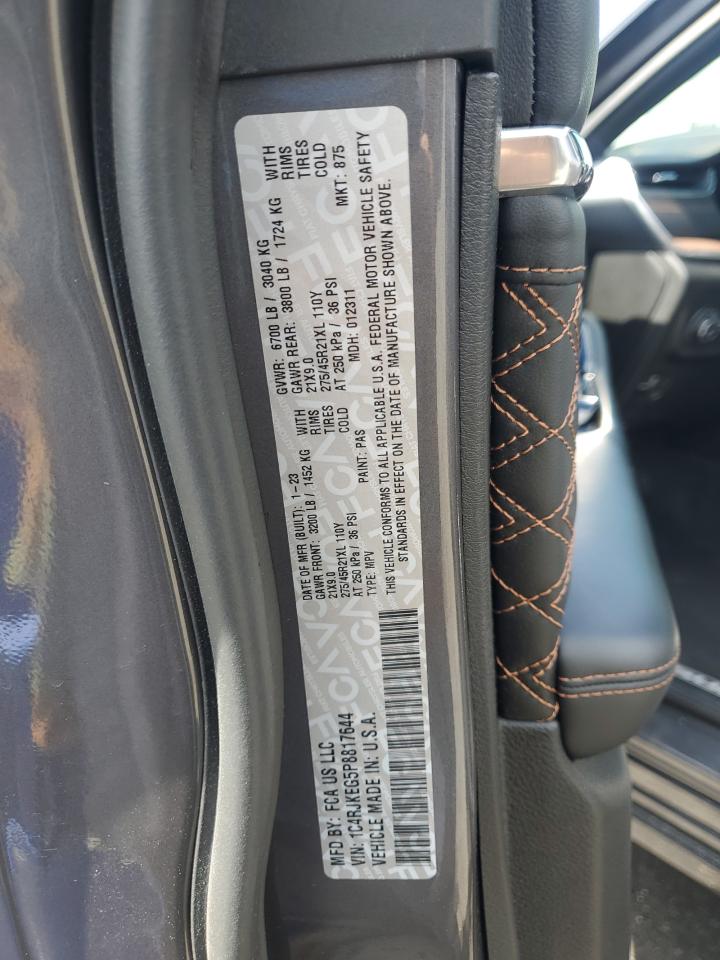 MFD BY: FCA US LLC
VIN: 1C4RJKEG5P8817644
VEHICLE MADE IN: U.S.A.
DATE OF MFR (BUILT): 1-23
GAWR FRONT: 3200 LB / 1452 KG WITH
21X9.0 RIMS
275/45R21XL 110Y TIRES
AT 250 kPa / 36 PSI COLD
TYPE: MPV PAINT: PAS
GVWR: 6700 LB / 3040 KG
GAWR REAR: 3800 LB / 1724 KG WITH
21X9.0 RIMS
275/45R21XL 110Y TIRES
AT 250 kPa / 36 PSI COLD
MDH: 012311 MKT: 875
THIS VEHICLE CONFORMS TO ALL APPLICABLE U.S.A. FEDERAL MOTOR VEHICLE SAFETY
STANDARDS IN EFFECT ON THE DATE OF MANUFACTURE SHOWN ABOVE.